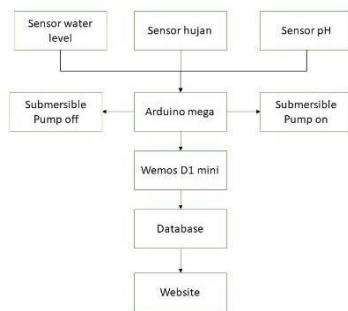 Sensor water
level
Sensor hujan
Sensor pH
Submersible
Pump off
Arduino mega
Submersible
Pump on
Wemos D1 mini
Database
Website